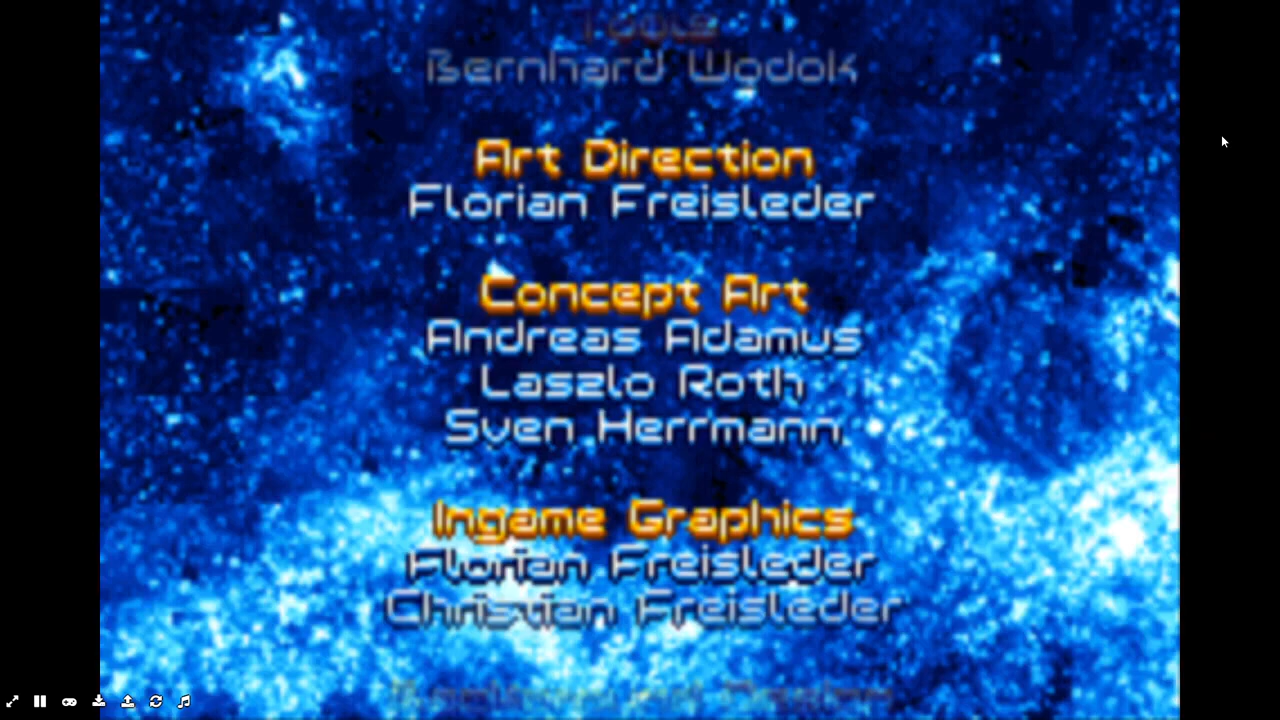 Tools
Bernhard Wodok
Art Direction
Florian Freisleder
Concept Art
Andreas Adamus
Laszlo Roth
Sven Herrmann
Ingame Graphics
Florian Freisleder
Christian Freisleder